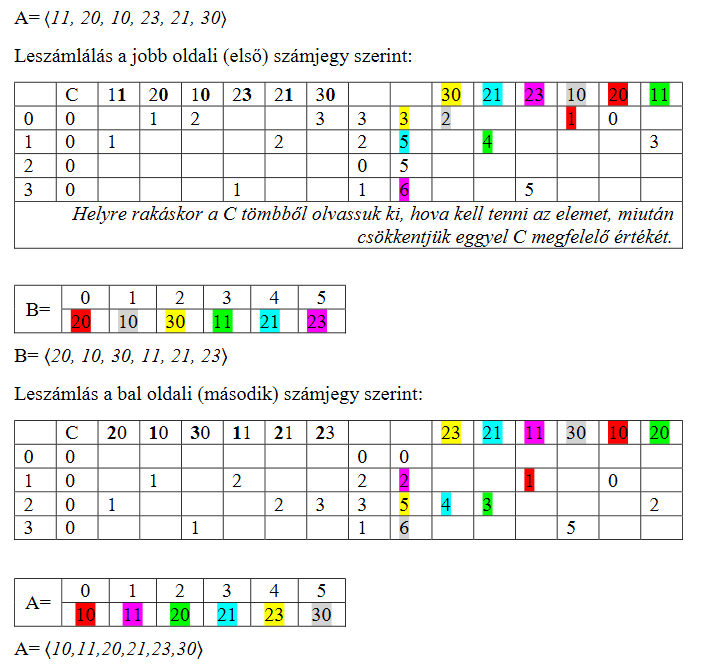 A= ⟨11, 20, 10, 23, 21, 30⟩
Leszámlálás a jobb oldali (első) számjegy szerint:
C 11 20 10 23 21 30 30 21 23 10 20 11
0 0 1 2 3 3 3 2 1 0
1 0 1 2 2 5 4 3
2 0 0 5
3 0 1 1 6 5
Helyre rakáskor a C tömbből olvassuk ki, hova kell tenni az elemet, miután
csökkentjük eggyel C megfelelő értékét.
B= 0 1 2 3 4 5
20 10 30 11 21 23
B= ⟨20, 10, 30, 11, 21, 23⟩
Leszámlás a bal oldali (második) számjegy szerint:
C 20 10 30 11 21 23 23 21 11 30 10 20
0 0 0 0
1 0 1 2 2 2 1 0
2 0 1 2 3 3 5 4 3 2
3 0 1 1 6 5
A= 0 1 2 3 4 5
10 11 20 21 23 30
A= ⟨10,11,20,21,23,30⟩